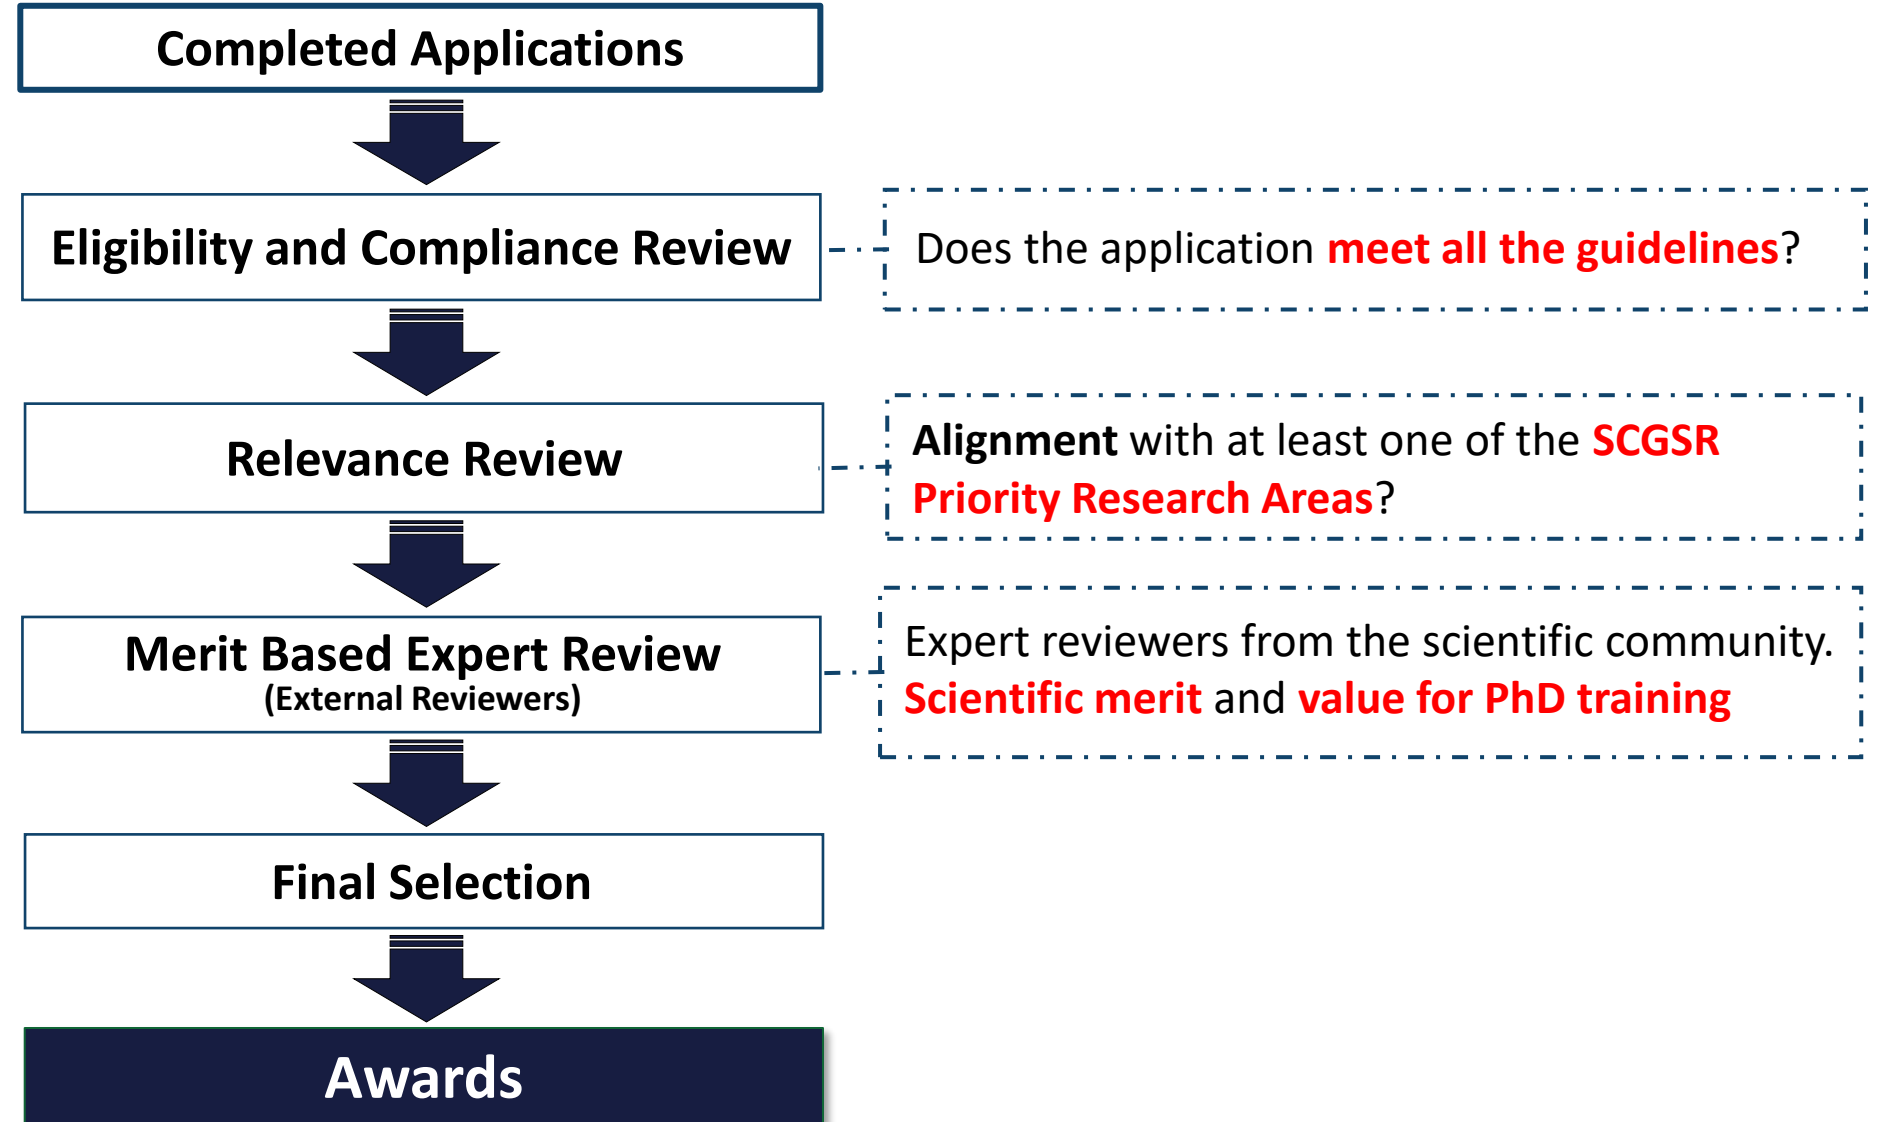 Completed Applications
Eligibility and Compliance Review
Does the application meet all the guidelines?
Relevance Review
Alignment with at least one of the SCGSR
Priority Research Areas?
Merit Based Expert Review
(External Reviewers)
Expert reviewers from the scientific community.
Scientific merit and value for PhD training
Final Selection
Awards